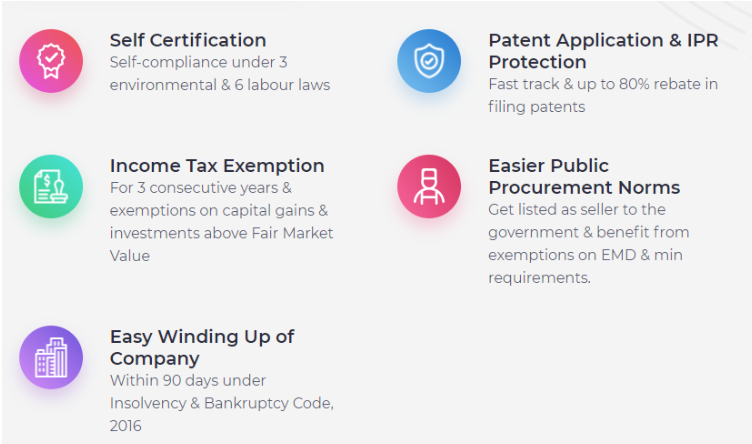 Self Certification
Self-compliance under 3
environmental & 6 labour laws
Patent Application & IPR
Protection
Fast track & up to 80% rebate in
filing patents
Income Tax Exemption
For 3 consecutive years &
exemptions on capital gains &
investments above Fair Market
Value
Easier Public
Procurement Norms
Get listed as seller to the
government & benefit from
exemptions on EMD & min
requirements.
Easy Winding Up of
Company
Within 90 days under
Insolvency & Bankruptcy Code,
2016